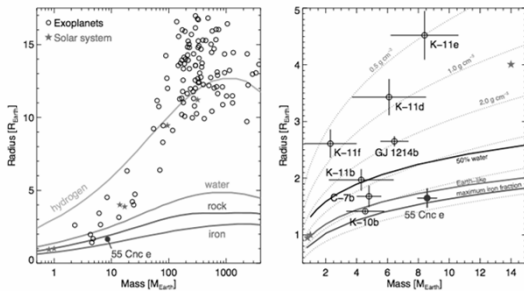 Exoplanets
Solar system
Radius [R_Earth]
15
10
5
0
hydrogen
water
rock
iron
55 Cnc e
1
10
100
1000
Mass [M_Earth]
Radius [R_Earth]
5
4
3
2
1
K-11e
0.5 g cm⁻³
1.0 g cm⁻³
K-11d
2.0 g cm⁻³
K-11f
GJ 1214b
50% water
K-11b
Earth-like
C-7b
maximum iron fraction
K-10b
55 Cnc e
2
4
6
8
10
12
14
Mass [M_Earth]